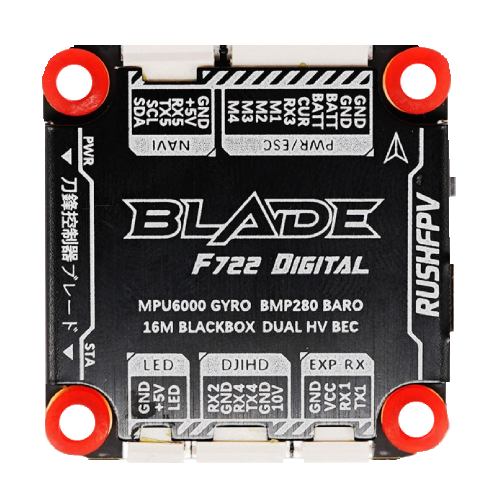 GND
+5V
RX5
TX5
SCL
SDA
NAVI
GND
GND
BATT
BATT
CUR
RX3
M1
M2
M3
M4
PWR/ESC
PWR
刀鋒控制器 ブレード
STA
BLADE
F722 DIGITAL
RUSHFPV
MPU6000 GYRO BMP280 BARO
16M BLACKBOX DUAL HV BEC
LED
GND
+5V
LED
DJIHD
RX2
GND
RX4
TX4
GND
10V
EXP RX
GND
VCC
RX1
TX1